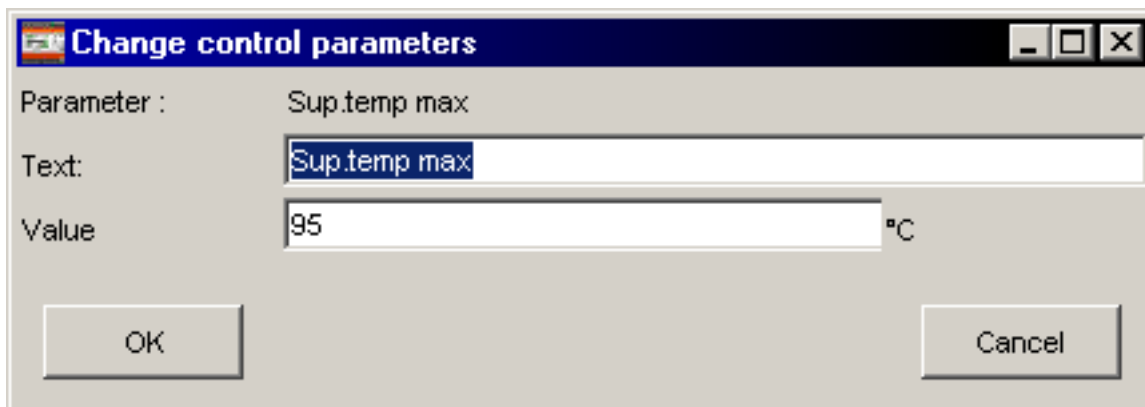 Change control parameters
Parameter : Sup.temp max
Text: Sup.temp max
Value 95 °C
OK Cancel